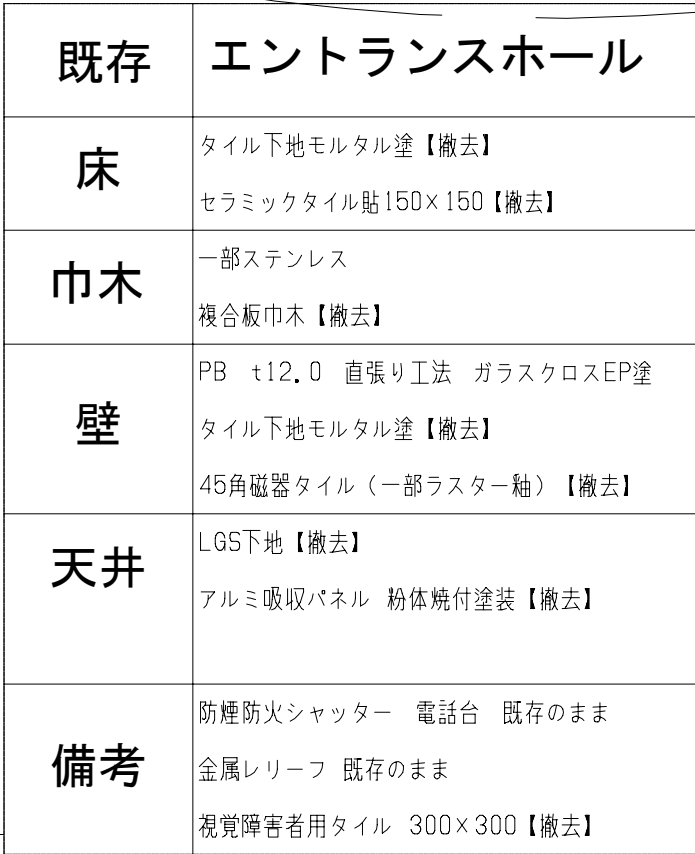 既存 エントランスホール
床
タイル下地モルタル塗【撤去】
セラミックタイル貼150×150【撤去】
巾木
一部ステンレス
複合板巾木【撤去】
壁
PB t12.0 直張り工法 ガラスクロスEP塗
タイル下地モルタル塗【撤去】
45角磁器タイル（一部ラスター釉）【撤去】
天井
LGS下地【撤去】
アルミ吸収パネル 粉体焼付塗装【撤去】
備考
防煙防火シャッター 電話台 既存のまま
金属レリーフ 既存のまま
視覚障害者用タイル 300×300【撤去】